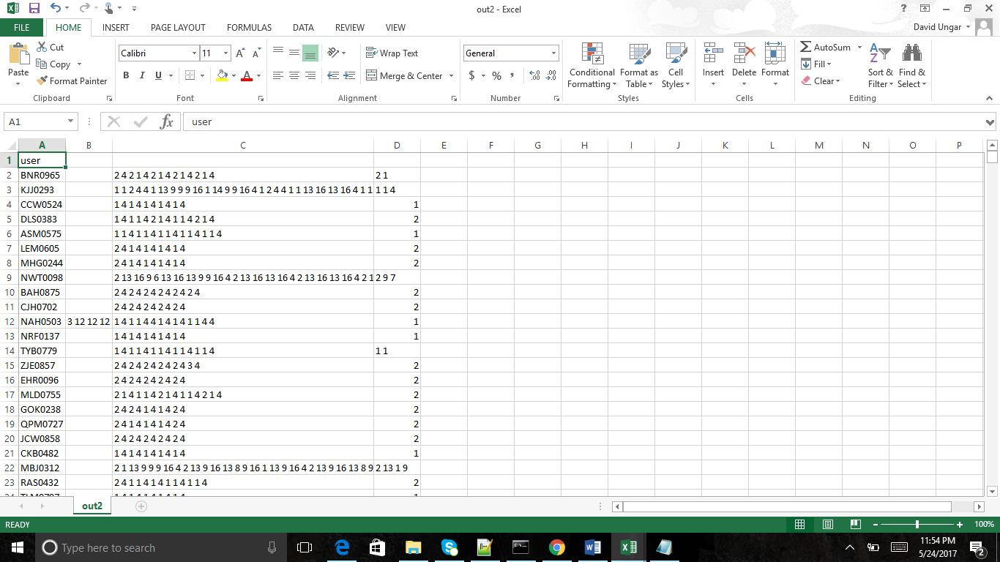 out2 - Excel
?
FILE HOME INSERT PAGE LAYOUT FORMULAS DATA REVIEW VIEW David Ungar
Paste Cut Copy Format Painter Clipboard
Calibri 11 A A B I U A Font
Wrap Text Merge & Center Alignment
General $ % , Number
Conditional Formatting Format as Table Cell Styles Styles
Insert Delete Format Cells
AutoSum Fill Clear Sort & Filter Find & Select Editing
A1 fx user
A B C D E F G H I J K L M N O P
1 user
2 BNR0965 2 4 2 1 4 2 1 4 2 1 4 2 1 4 2 1
3 KJJ0293 1 1 2 4 4 1 13 9 9 9 16 1 14 9 9 16 4 1 2 4 4 1 1 13 16 13 16 4 1 1 1 1 4
4 CCW0524 1 4 1 4 1 4 1 4 1 4 1
5 DLS0383 1 4 1 1 4 2 1 4 1 1 4 2 1 4 2
6 ASM0575 1 1 4 1 1 4 1 1 4 1 1 4 1 1 4 1
7 LEM0605 2 4 1 4 1 4 1 4 1 4 2
8 MHG0244 2 4 1 4 1 4 1 4 1 4 2
9 NWT0098 2 13 16 9 6 13 16 13 9 9 16 4 2 13 16 13 16 4 2 13 16 13 16 4 2 1 2 9 7
10 BAH0875 2 4 2 4 2 4 2 4 2 4 2 4 2
11 CJH0702 2 4 2 4 2 4 2 4 2 4 2
12 NAH0503 3 12 12 12 1 4 1 1 4 4 1 4 1 4 1 1 4 4 1
13 NRF0137 1 4 1 4 1 4 1 4 1 4 1
14 TYB0779 1 4 1 1 4 1 1 4 1 1 4 1 1 4 1 1
15 ZJE0857 2 4 2 4 2 4 2 4 2 4 3 4 2
16 EHR0096 2 4 2 4 2 4 2 4 2 4 2
17 MLD0755 2 1 4 1 1 4 2 1 4 1 1 4 2 1 4 2
18 GOK0238 2 4 2 4 1 4 1 4 2 4 2
19 QPM0727 2 4 1 4 1 4 1 4 2 4 2
20 JCW0858 2 4 2 4 2 4 2 4 2 4 2
21 CKB0482 1 4 1 4 1 4 1 4 1 4 1
22 MBJ0312 2 1 13 9 9 9 16 4 2 13 9 16 13 8 9 16 1 13 9 16 4 2 13 9 16 13 8 9 2 13 1 9
23 RAS0432 2 4 1 1 4 1 4 1 1 4 1 1 4 2
out2
READY 100%
Type here to search 11:54 PM
5/24/2017 2